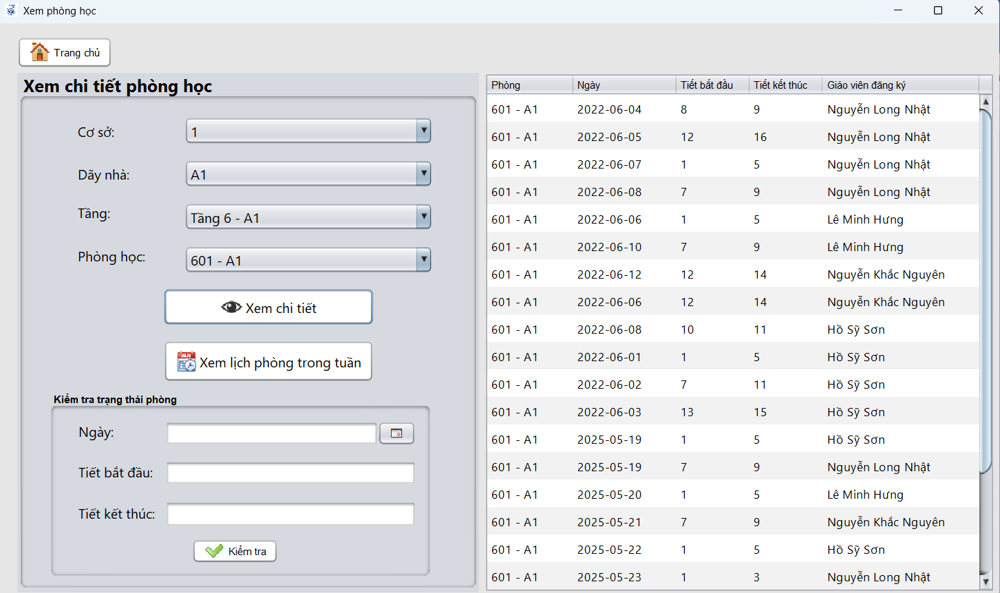 Xem phòng học
Trang chủ
Xem chi tiết phòng học
Cơ sở: 1
Dãy nhà: A1
Tầng: Tầng 6 - A1
Phòng học: 601 - A1
Xem chi tiết
Xem lịch phòng trong tuần
Kiểm tra trạng thái phòng
Ngày:
Tiết bắt đầu:
Tiết kết thúc:
Kiểm tra
Phòng Ngày Tiết bắt đầu Tiết kết thúc Giáo viên đăng ký
601 - A1 2022-06-04 8 9 Nguyễn Long Nhật
601 - A1 2022-06-05 12 16 Nguyễn Long Nhật
601 - A1 2022-06-07 1 5 Nguyễn Long Nhật
601 - A1 2022-06-08 7 9 Nguyễn Long Nhật
601 - A1 2022-06-06 1 5 Lê Minh Hưng
601 - A1 2022-06-10 7 9 Lê Minh Hưng
601 - A1 2022-06-12 12 14 Nguyễn Khắc Nguyên
601 - A1 2022-06-06 12 14 Nguyễn Khắc Nguyên
601 - A1 2022-06-08 10 11 Hồ Sỹ Sơn
601 - A1 2022-06-01 1 5 Hồ Sỹ Sơn
601 - A1 2022-06-02 7 11 Hồ Sỹ Sơn
601 - A1 2022-06-03 13 15 Hồ Sỹ Sơn
601 - A1 2025-05-19 1 5 Hồ Sỹ Sơn
601 - A1 2025-05-19 7 9 Nguyễn Long Nhật
601 - A1 2025-05-20 1 5 Lê Minh Hưng
601 - A1 2025-05-21 7 9 Nguyễn Khắc Nguyên
601 - A1 2025-05-22 1 5 Hồ Sỹ Sơn
601 - A1 2025-05-23 1 3 Nguyễn Long Nhật